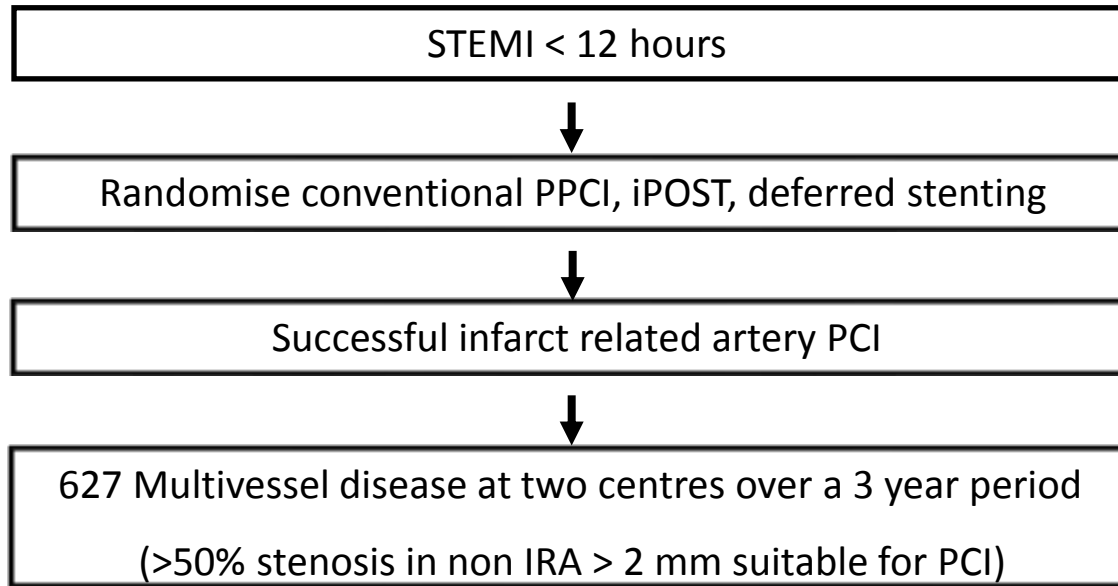 STEMI < 12 hours
Randomise conventional PPCI, iPOST, deferred stenting
Successful infarct related artery PCI
627 Multivessel disease at two centres over a 3 year period
(>50% stenosis in non IRA > 2 mm suitable for PCI)